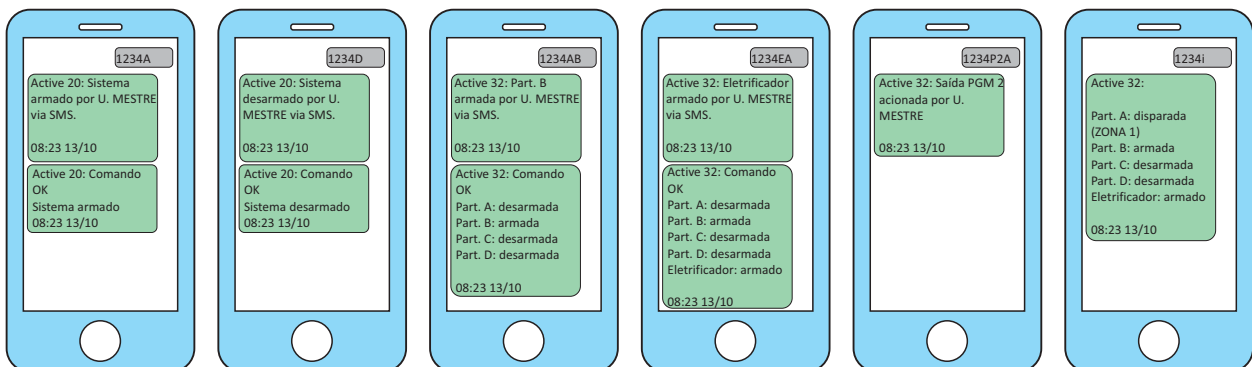 1234A
Active 20: Sistema
armado por U. MESTRE
via SMS.
08:23 13/10
Active 20: Comando
OK
Sistema armado
08:23 13/10
1234D
Active 20: Sistema
desarmado por U.
MESTRE via SMS.
08:23 13/10
Active 20: Comando
OK
Sistema desarmado
08:23 13/10
1234AB
Active 32: Part. B
armada por U. MESTRE
via SMS.
08:23 13/10
Active 32: Comando
OK
Part. A: desarmada
Part. B: armada
Part. C: desarmada
Part. D: desarmada
08:23 13/10
1234EA
Active 32: Eletrificador
armado por U. MESTRE
via SMS.
08:23 13/10
Active 32: Comando
OK
Part. A: desarmada
Part. B: armada
Part. C: desarmada
Part. D: desarmada
Eletrificador: armado
08:23 13/10
1234P2A
Active 32: Saída PGM 2
acionada por U.
MESTRE
08:23 13/10
1234i
Active 32:
Part. A: disparada
(ZONA 1)
Part. B: armada
Part. C: desarmada
Part. D: desarmada
Eletrificador: armado
08:23 13/10